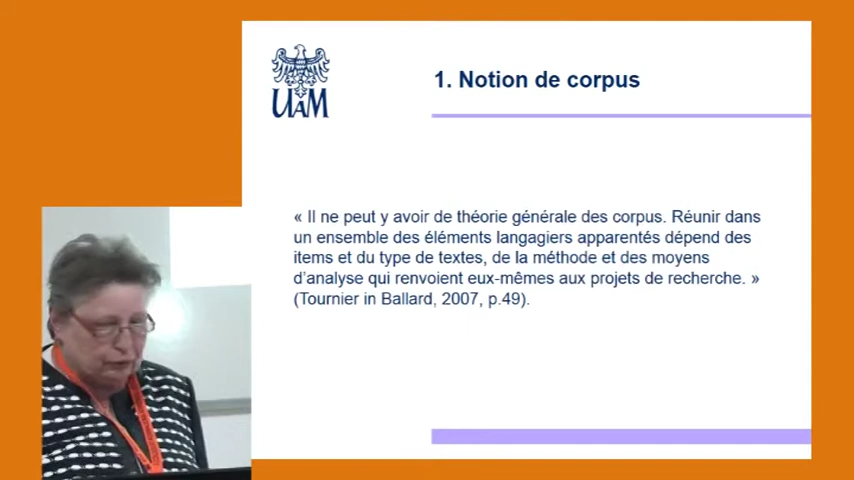 UAM
1. Notion de corpus
« Il ne peut y avoir de théorie générale des corpus. Réunir dans
un ensemble des éléments langagiers apparentés dépend des
items et du type de textes, de la méthode et des moyens
d'analyse qui renvoient eux-mêmes aux projets de recherche. »
(Tournier in Ballard, 2007, p.49).